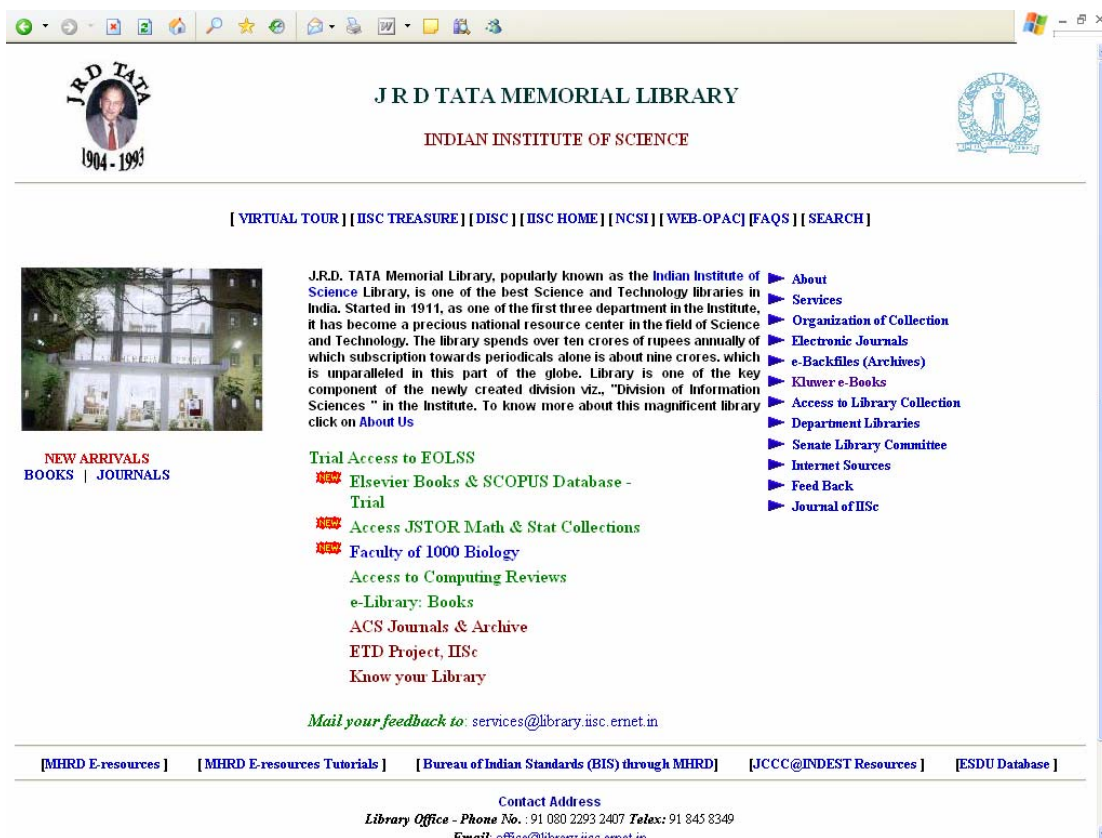 J R D TATA
1904 - 1993
J R D TATA MEMORIAL LIBRARY
INDIAN INSTITUTE OF SCIENCE
[ VIRTUAL TOUR ] [ IISC TREASURE ] [ DISC ] [ IISC HOME ] [ NCSI ] [ WEB-OPAC] [FAQS ] [ SEARCH ]
J.R.D. TATA Memorial Library, popularly known as the Indian Institute of
Science Library, is one of the best Science and Technology libraries in
India. Started in 1911, as one of the first three department in the Institute,
it has become a precious national resource center in the field of Science
and Technology. The library spends over ten crores of rupees annually of
which subscription towards periodicals alone is about nine crores. which
is unparalleled in this part of the globe. Library is one of the key
component of the newly created division viz., "Division of Information
Sciences " in the Institute. To know more about this magnificent library
click on About Us
NEW ARRIVALS
BOOKS | JOURNALS
Trial Access to EOLSS
NEW Elsevier Books & SCOPUS Database -
Trial
NEW Access JSTOR Math & Stat Collections
NEW Faculty of 1000 Biology
Access to Computing Reviews
e-Library: Books
ACS Journals & Archive
ETD Project, IISc
Know your Library
Mail your feedback to: services@library.iisc.ernet.in
About
Services
Organization of Collection
Electronic Journals
e-Backfiles (Archives)
Kluwer e-Books
Access to Library Collection
Department Libraries
Senate Library Committee
Internet Sources
Feed Back
Journal of IISc
[MHRD E-resources ] [ MHRD E-resources Tutorials ] [ Bureau of Indian Standards (BIS) through MHRD] [JCCC@INDEST Resources ] [ESDU Database ]
Contact Address
Library Office - Phone No. : 91 080 2293 2407 Telex: 91 845 8349
Email: office@library.iisc.ernet.in